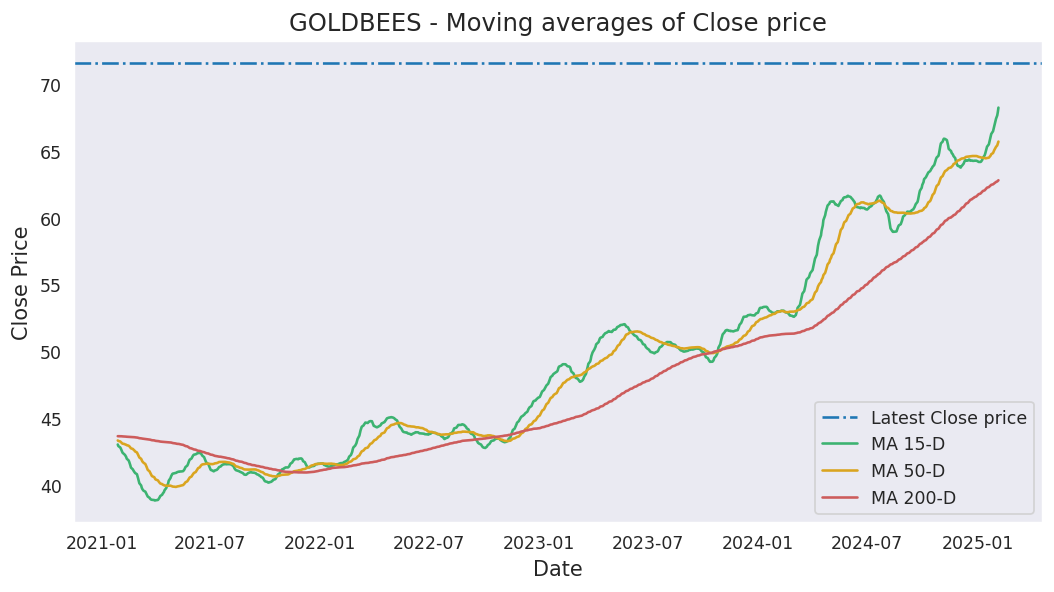 GOLDBEES - Moving averages of Close price
Close Price
70
65
60
55
50
45
40
Latest Close price
MA 15-D
MA 50-D
MA 200-D
2021-01 2021-07 2022-01 2022-07 2023-01 2023-07 2024-01 2024-07 2025-01
Date